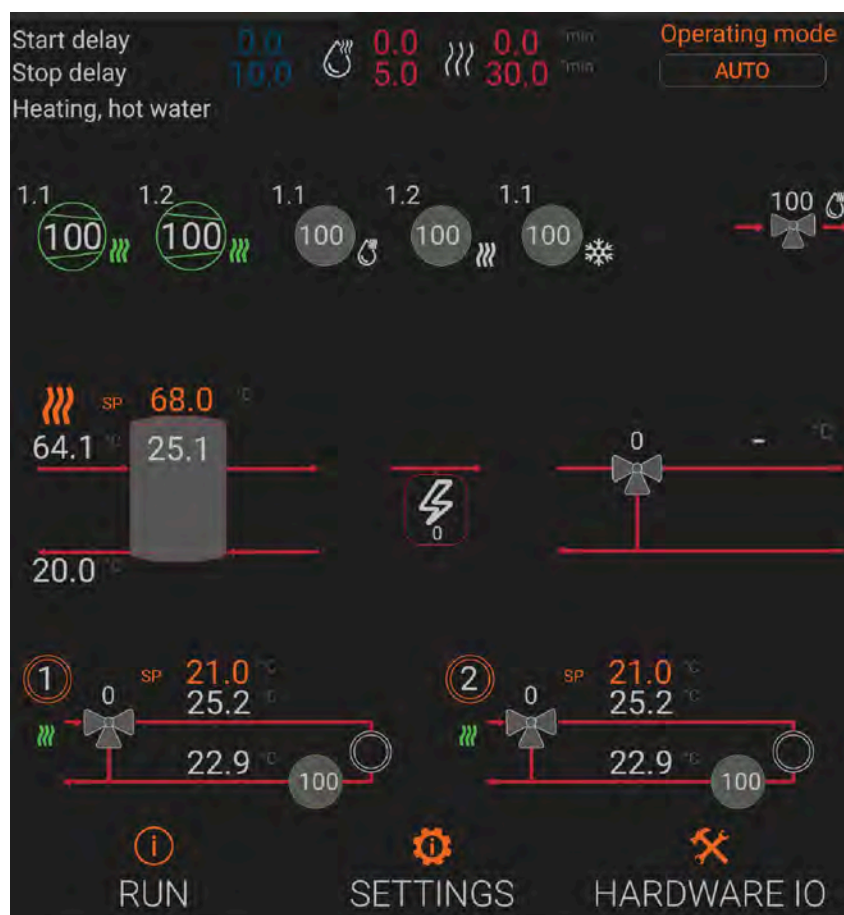 Start delay 0.0 0.0 0.0 °min Operating mode
Stop delay 10.0 5.0 30.0 °min AUTO
Heating, hot water
1.1 1.2 1.1 1.2 1.1
100 100 100 100 100 100
SP 68.0 °C
64.1 °C 25.1 0 - °C
0
20.0 °C
1 SP 21.0 °C 2 SP 21.0 °C
0 25.2 °C 0 25.2 °C
22.9 °C 22.9 °C
100 100
i
RUN SETTINGS HARDWARE IO